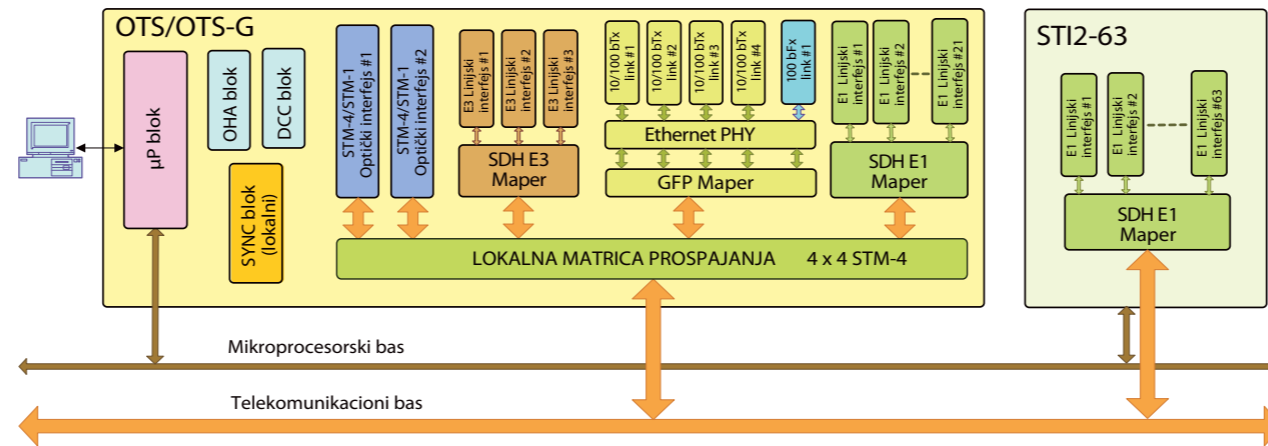 OTS/OTS-G
µP blok
OHA blok
DCC blok
SYNC blok
(lokalni)
STM-4/STM-1
Optički interfejs #1
STM-4/STM-1
Optički interfejs #2
E3 Linijski
interfejs #1
E3 Linijski
interfejs #2
E3 Linijski
interfejs #3
SDH E3
Maper
10/100 bTx
link #1
10/100 bTx
link #2
10/100 bTx
link #3
10/100 bTx
link #4
100 bFx
link #1
Ethernet PHY
GFP Maper
E1 Linijski
interfejs #1
E1 Linijski
interfejs #2
E1 Linijski
interfejs #21
SDH E1
Maper
LOKALNA MATRICA PROSPAJANJA 4 x 4 STM-4
STI2-63
E1 Linijski
interfejs #1
E1 Linijski
interfejs #2
E1 Linijski
interfejs #63
SDH E1
Maper
Mikroprocesorski bas
Telekomunikacioni bas